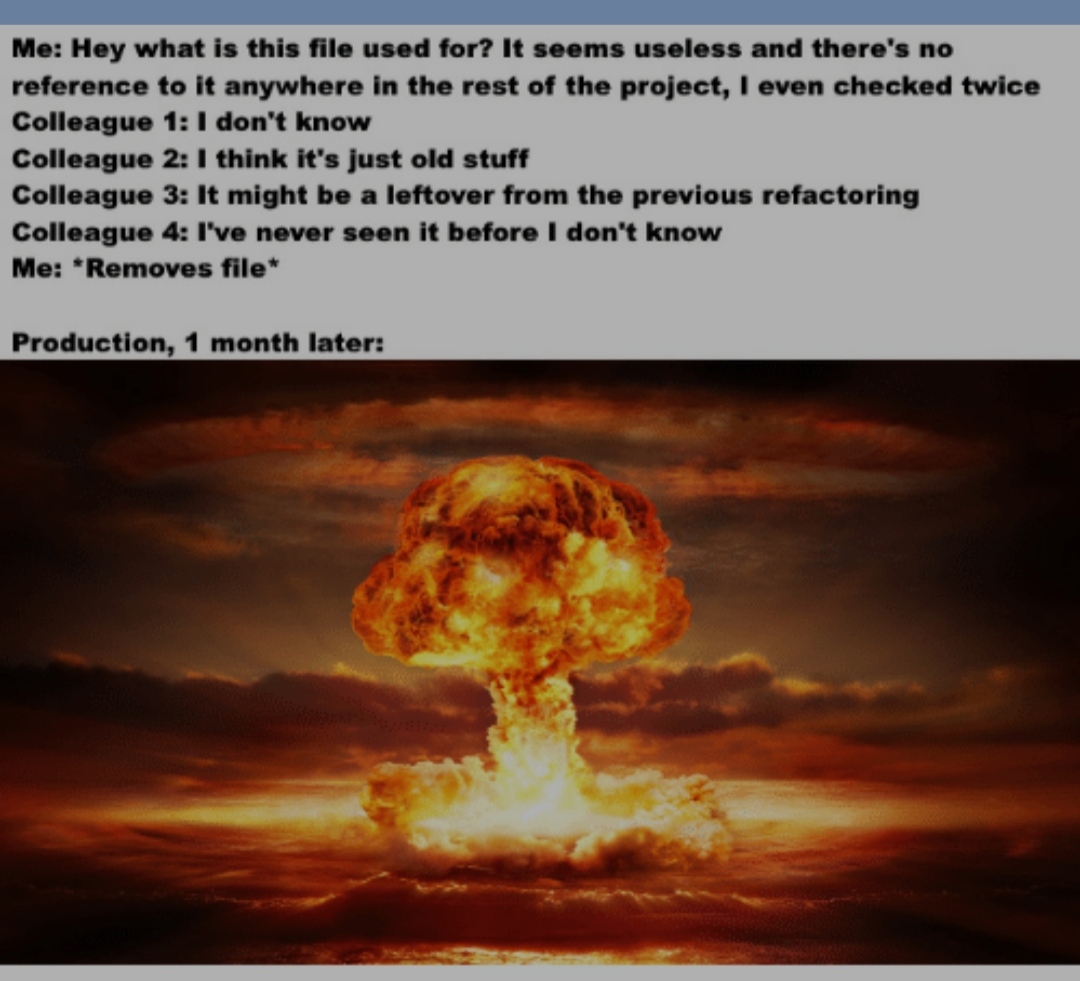 Me: Hey what is this file used for? It seems useless and there's no
reference to it anywhere in the rest of the project, I even checked twice
Colleague 1: I don't know
Colleague 2: I think it's just old stuff
Colleague 3: It might be a leftover from the previous refactoring
Colleague 4: I've never seen it before I don't know
Me: *Removes file*
Production, 1 month later: